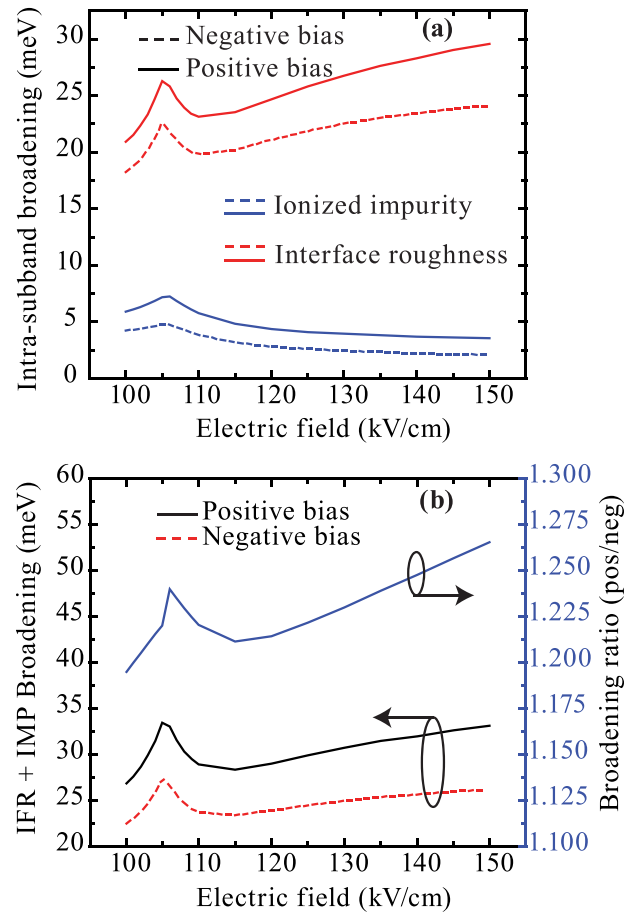 (a)
Negative bias
Positive bias
Ionized impurity
Interface roughness
Intra-subband broadening (meV)
30
25
20
15
10
5
0
100 110 120 130 140 150
Electric field (kV/cm)
(b)
Positive bias
Negative bias
IFR + IMP Broadening (meV)
60
55
50
45
40
35
30
25
20
Broadening ratio (pos/neg)
1.300
1.275
1.250
1.225
1.200
1.175
1.150
1.125
1.100
100 110 120 130 140 150
Electric field (kV/cm)